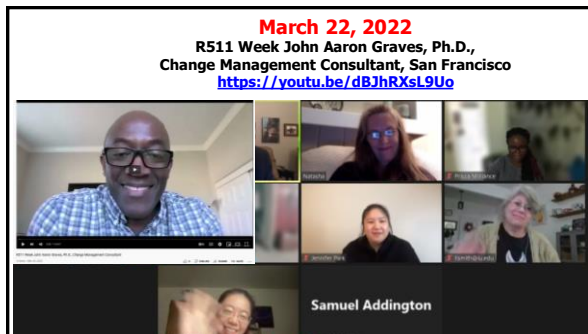 March 22, 2022
R511 Week John Aaron Graves, Ph.D.,
Change Management Consultant, San Francisco
https://youtu.be/dBJhRXsL9Uo
Natasha
Jennifer Park
Samuel Addington